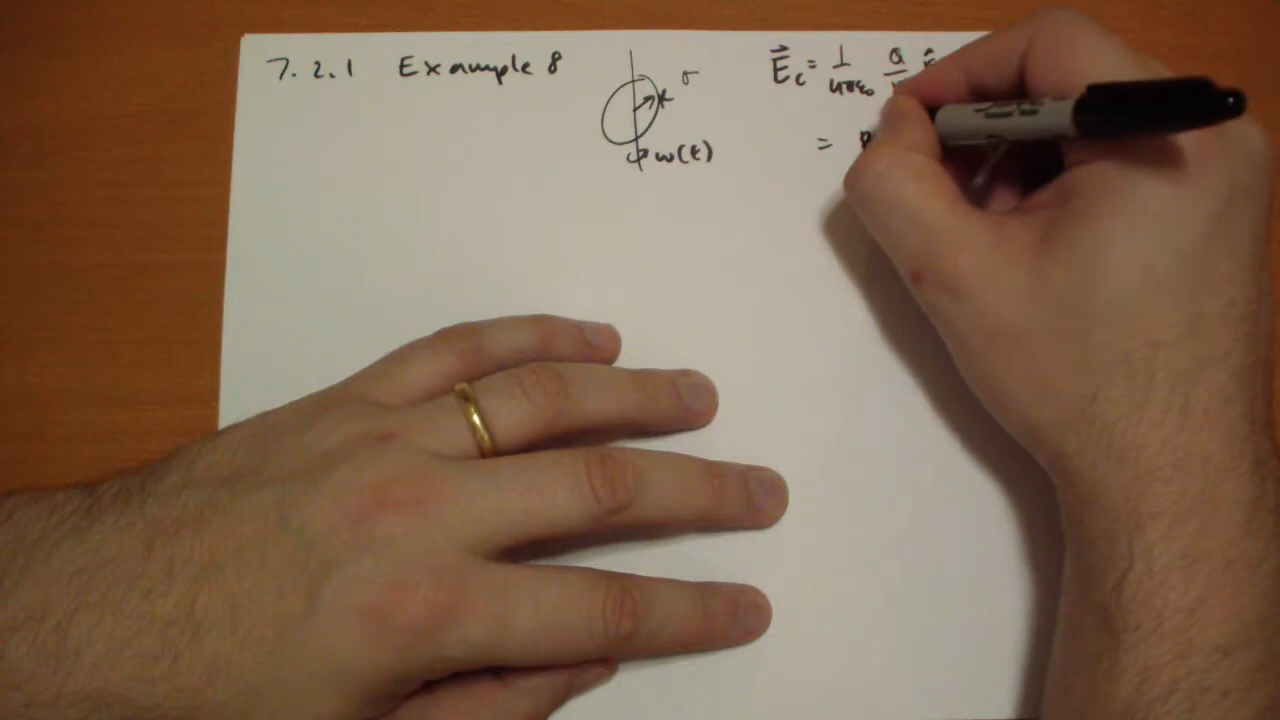 7.2.1 Example 8
σ
R
ω(t)
E⃗c = 1/4πε₀ Q/
=